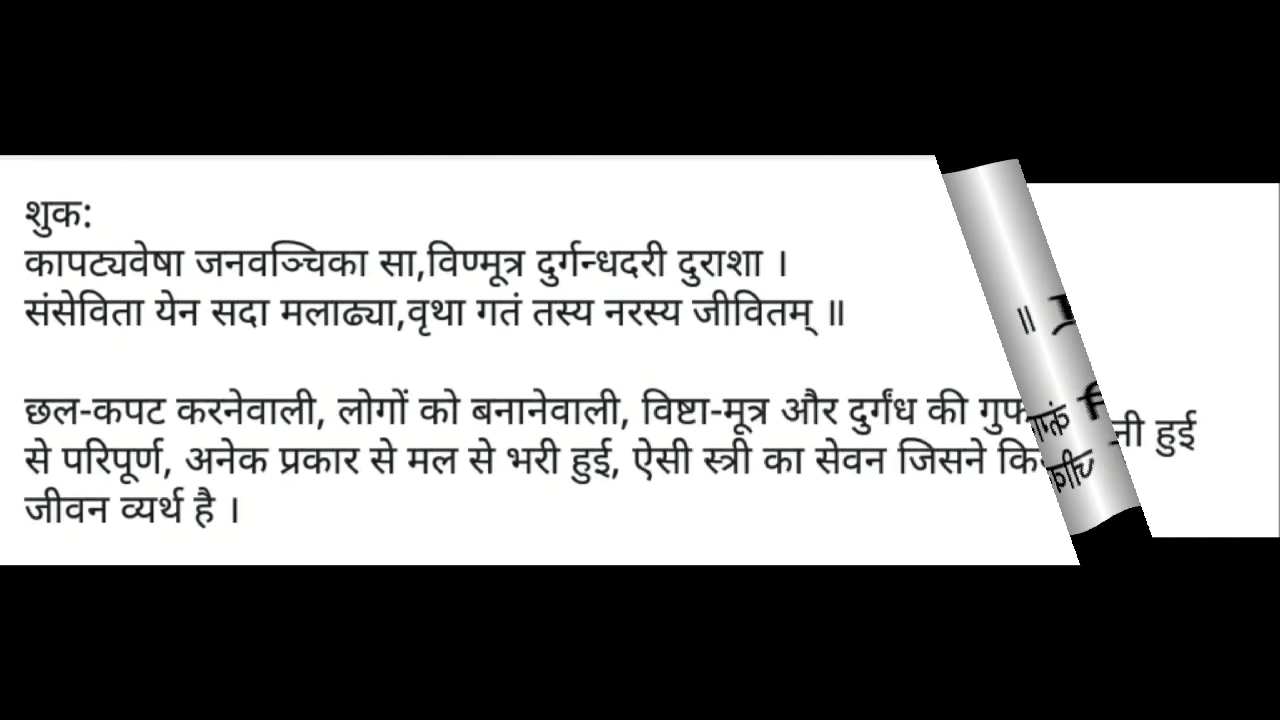 शुक:
कापट्यवेषा जनवञ्चिका सा,विण्मूत्र दुर्गन्धदरी दुराशा ।
संसेविता येन सदा मलाढ्या,वृथा गतं तस्य नरस्य जीवितम् ॥
छल-कपट करनेवाली, लोगों को बनानेवाली, विष्टा-मूत्र और दुर्गंध की हुई
से परिपूर्ण, अनेक प्रकार से मल से भरी हुई, ऐसी स्त्री का सेवन जिसने
जीवन व्यर्थ है ।